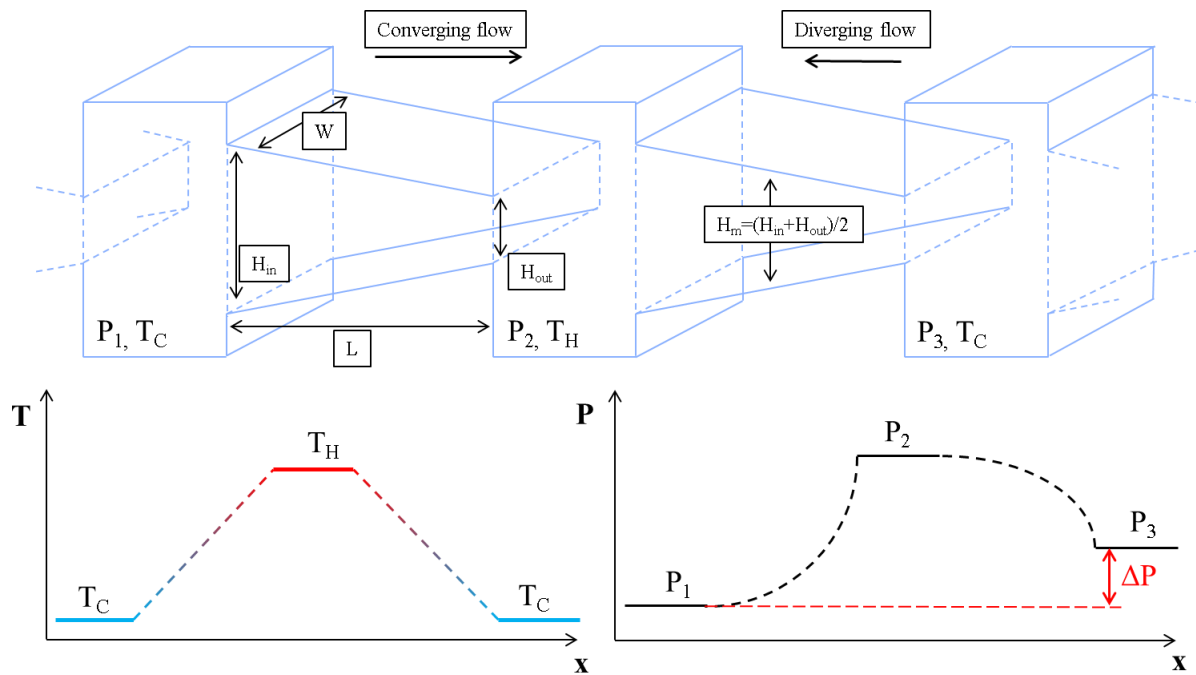 Converging flow
Diverging flow
W
H_in
H_out
H_m=(H_in+H_out)/2
P_1, T_C
L
P_2, T_H
P_3, T_C
T
T_H
T_C
T_C
x
P
P_2
P_3
P_1
ΔP
x